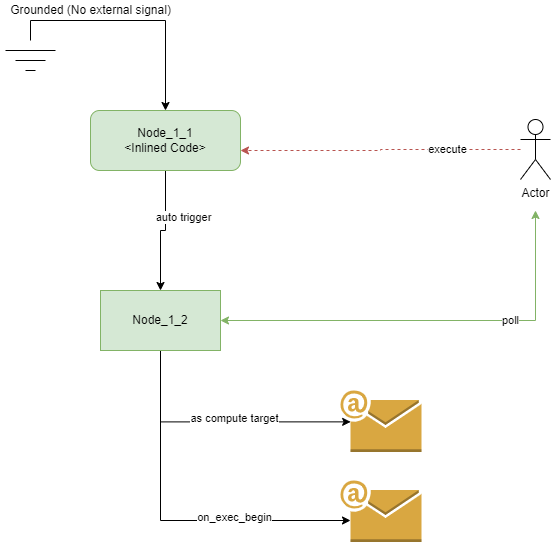 Grounded (No external signal)
Node_1_1
<Inlined Code>
execute
Actor
auto trigger
Node_1_2
poll
@
as compute target
@
on_exec_begin